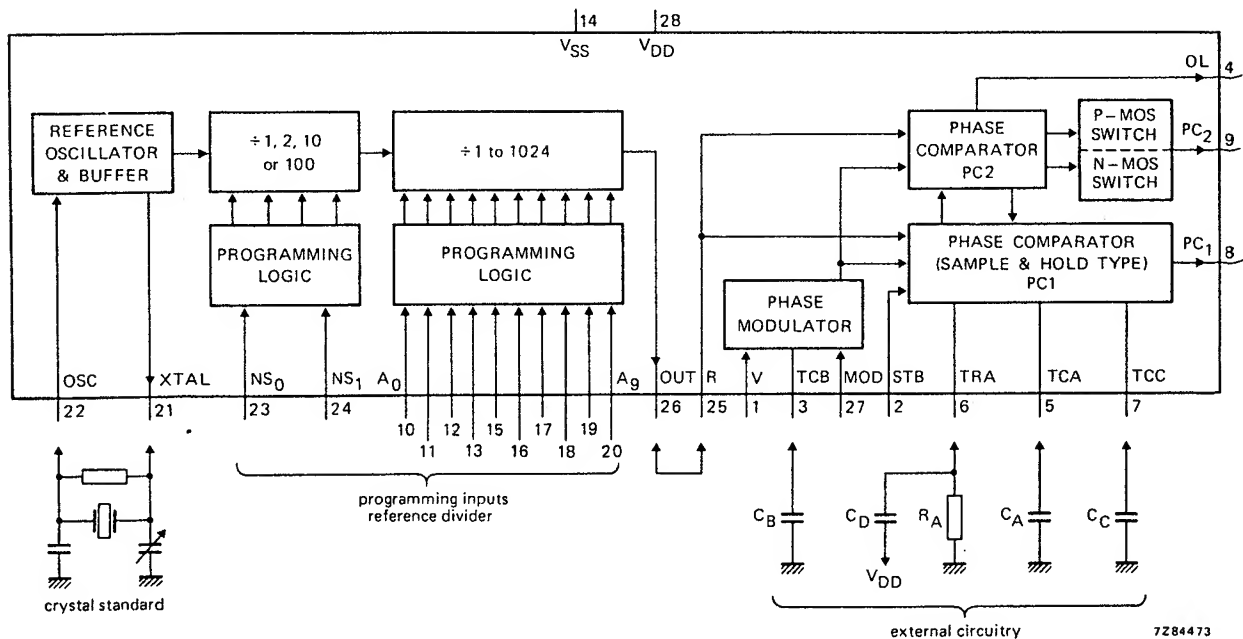 14
28
VSS
VDD
OL
4
REFERENCE
OSCILLATOR
& BUFFER
÷1, 2, 10
or 100
÷1 to 1024
PHASE
COMPARATOR
PC2
P–MOS
SWITCH
N–MOS
SWITCH
PC2
9
PROGRAMMING
LOGIC
PROGRAMMING
LOGIC
PHASE COMPARATOR
(SAMPLE & HOLD TYPE)
PC1
PC1
8
PHASE
MODULATOR
OSC
XTAL
NS0
NS1
A0
A9
OUT
R
V
TCB
MOD
STB
TRA
TCA
TCC
22
21
23
24
10
11
12
13
15
16
17
18
19
20
26
25
1
3
27
2
6
5
7
programming inputs
reference divider
CB
CD
RA
CA
CC
VDD
crystal standard
external circuitry
7Z84473